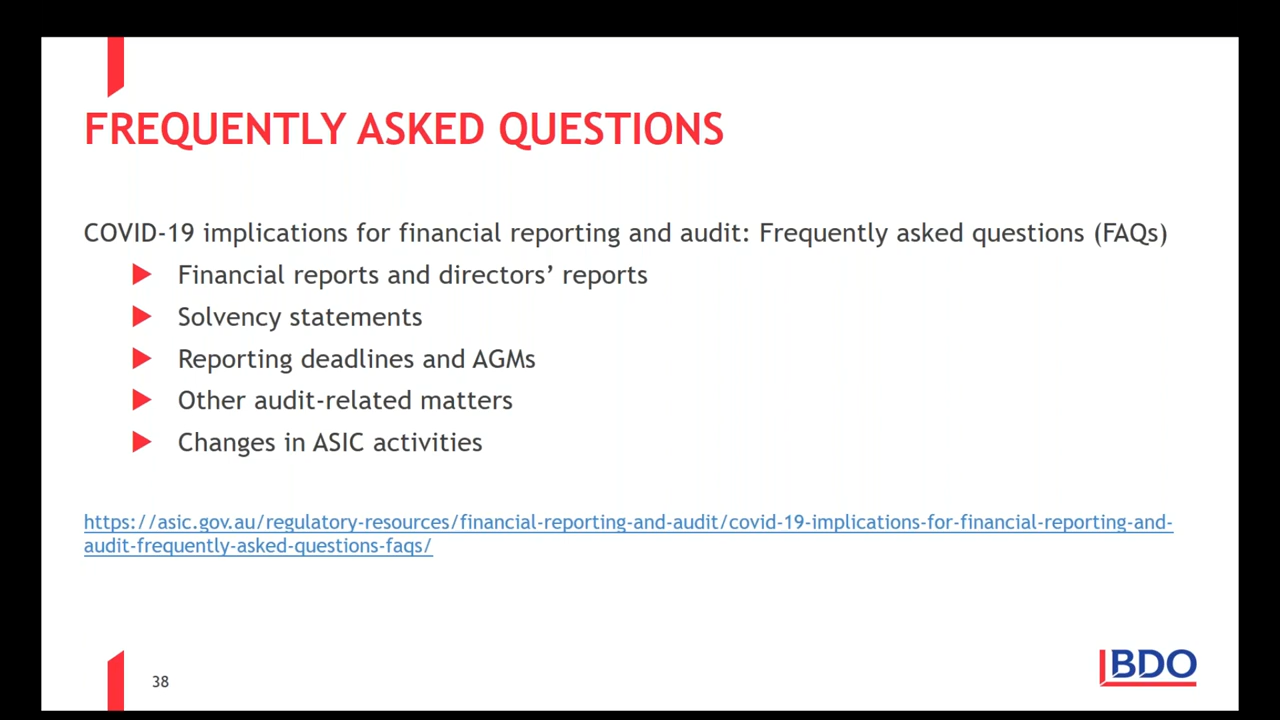 FREQUENTLY ASKED QUESTIONS
COVID-19 implications for financial reporting and audit: Frequently asked questions (FAQs)
Financial reports and directors’ reports
Solvency statements
Reporting deadlines and AGMs
Other audit-related matters
Changes in ASIC activities
https://asic.gov.au/regulatory-resources/financial-reporting-and-audit/covid-19-implications-for-financial-reporting-and-
audit-frequently-asked-questions-faqs/
38
BDO